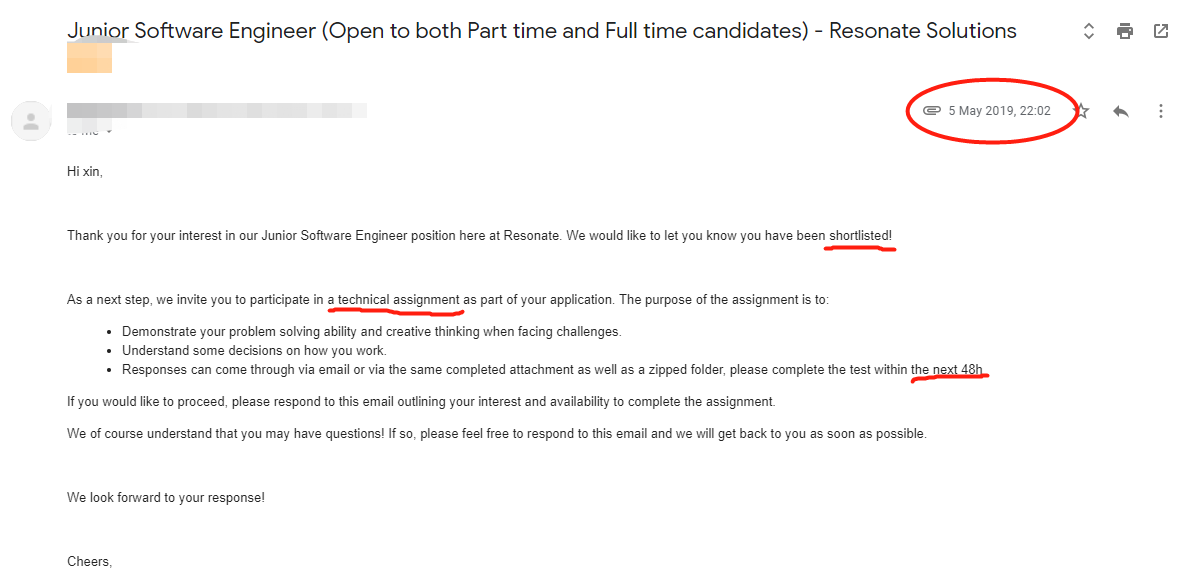 Junior Software Engineer (Open to both Part time and Full time candidates) - Resonate Solutions
5 May 2019, 22:02
Hi xin,
Thank you for your interest in our Junior Software Engineer position here at Resonate. We would like to let you know you have been shortlisted!
As a next step, we invite you to participate in a technical assignment as part of your application. The purpose of the assignment is to:
• Demonstrate your problem solving ability and creative thinking when facing challenges.
• Understand some decisions on how you work.
• Responses can come through via email or via the same completed attachment as well as a zipped folder, please complete the test within the next 48h
If you would like to proceed, please respond to this email outlining your interest and availability to complete the assignment.
We of course understand that you may have questions! If so, please feel free to respond to this email and we will get back to you as soon as possible.
We look forward to your response!
Cheers,